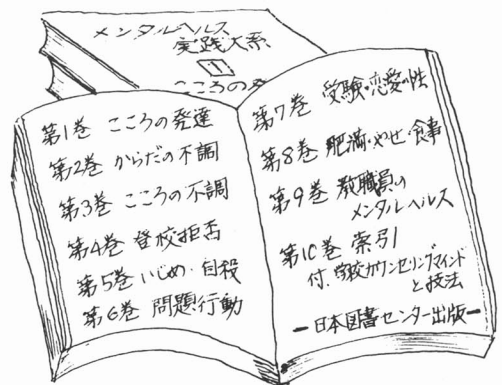 メンタルヘルス
実践大系
1
こころの発
第1巻 こころの発達
第2巻 からだの不調
第3巻 こころの不調
第4巻 登校拒否
第5巻 いじめ・自殺
第6巻 問題行動
第7巻 受験・恋愛・性
第8巻 肥満・やせ・食事
第9巻 教職員の
メンタルヘルス
第10巻 索引
付.学校カウンセリングマインド
と技法
ー日本図書センター出版ー